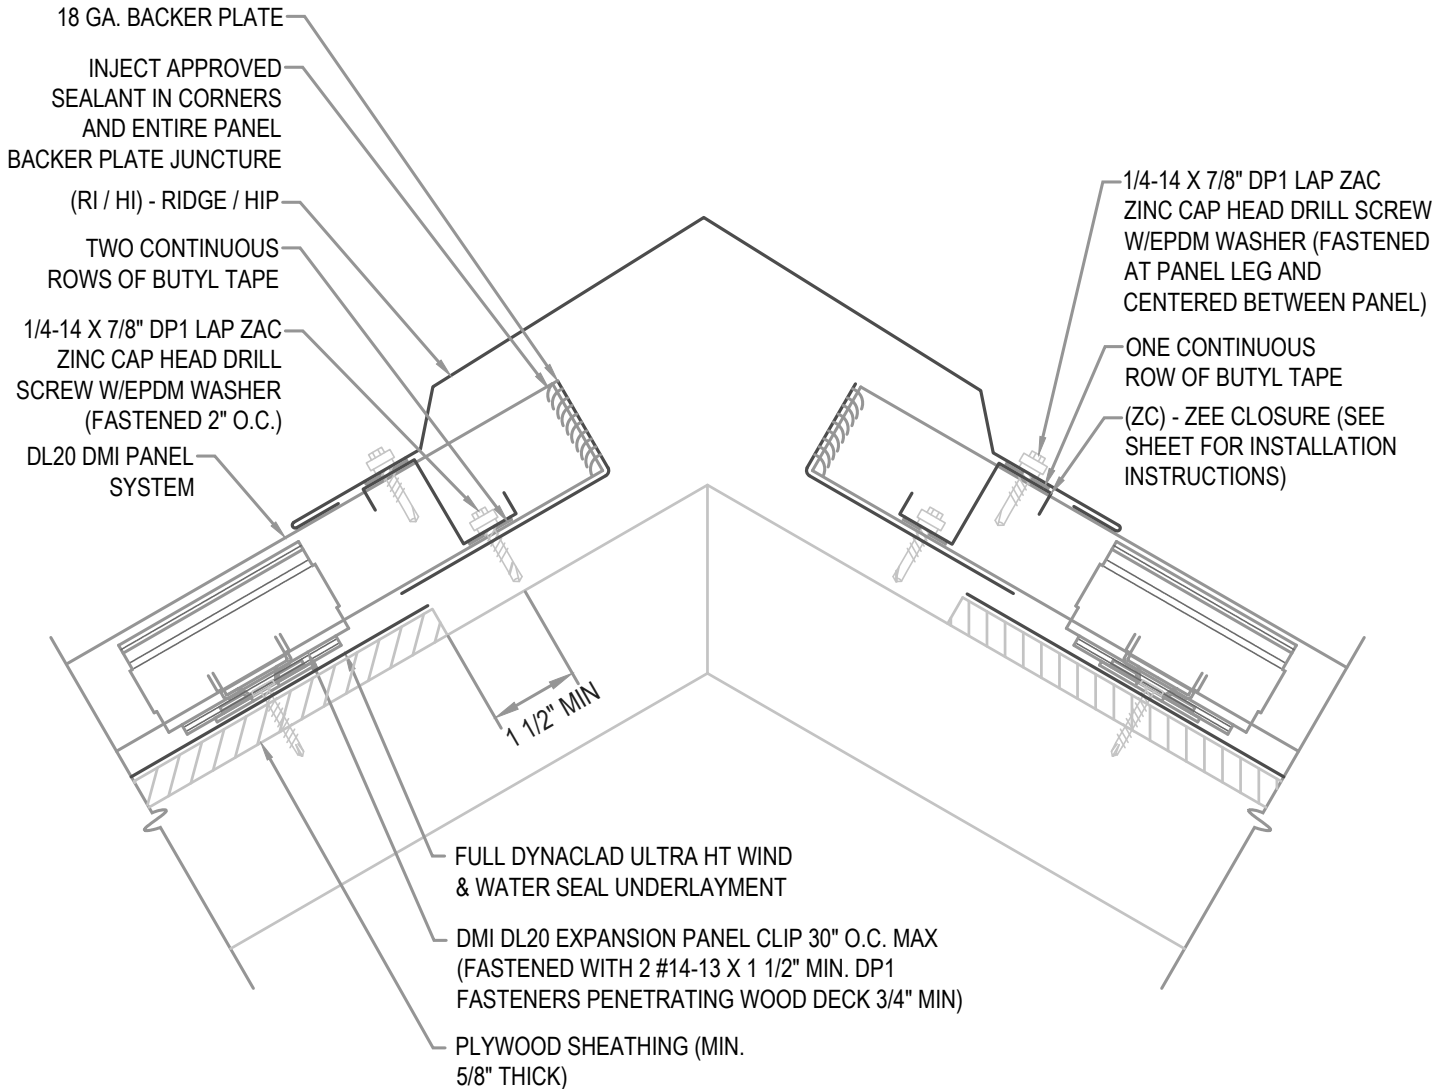 18 GA. BACKER PLATE
INJECT APPROVED
SEALANT IN CORNERS
AND ENTIRE PANEL
BACKER PLATE JUNCTURE
(RI / HI) - RIDGE / HIP
TWO CONTINUOUS
ROWS OF BUTYL TAPE
1/4-14 X 7/8" DP1 LAP ZAC
ZINC CAP HEAD DRILL
SCREW W/EPDM WASHER
(FASTENED 2" O.C.)
DL20 DMI PANEL
SYSTEM
1/4-14 X 7/8" DP1 LAP ZAC
ZINC CAP HEAD DRILL SCREW
W/EPDM WASHER (FASTENED
AT PANEL LEG AND
CENTERED BETWEEN PANEL)
ONE CONTINUOUS
ROW OF BUTYL TAPE
(ZC) - ZEE CLOSURE (SEE
SHEET FOR INSTALLATION
INSTRUCTIONS)
1 1/2" MIN
FULL DYNACLAD ULTRA HT WIND
& WATER SEAL UNDERLAYMENT
DMI DL20 EXPANSION PANEL CLIP 30" O.C. MAX
(FASTENED WITH 2 #14-13 X 1 1/2" MIN. DP1
FASTENERS PENETRATING WOOD DECK 3/4" MIN)
PLYWOOD SHEATHING (MIN.
5/8" THICK)